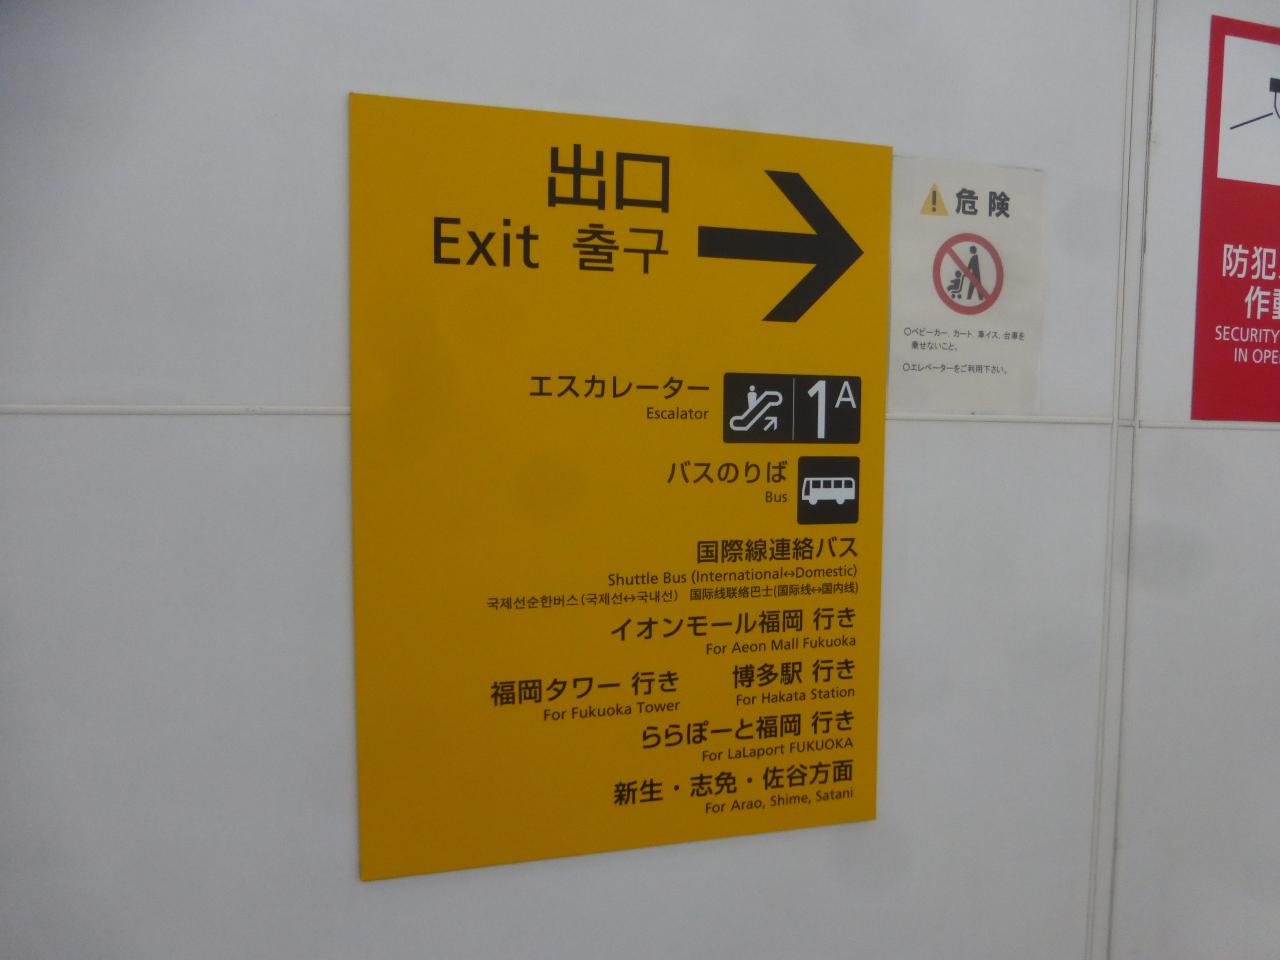 出口
Exit 출구
エスカレーター
Escalator
1A
バスのりば
Bus
国際線連絡バス
Shuttle Bus (International↔Domestic)
국제선순환버스(국제선↔국내선) 国际线联络巴士(国际线↔国内线)
イオンモール福岡 行き
For Aeon Mall Fukuoka
福岡タワー 行き 博多駅 行き
For Fukuoka Tower For Hakata Station
ららぽーと福岡 行き
For LaLaport FUKUOKA
新生・志免・佐谷方面
For Arao, Shime, Satani
危険
○ベビーカー、カート、車イス、台車を
乗せないこと。
○エレベーターをご利用下さい。
防犯
作動
SECURITY
IN OPE